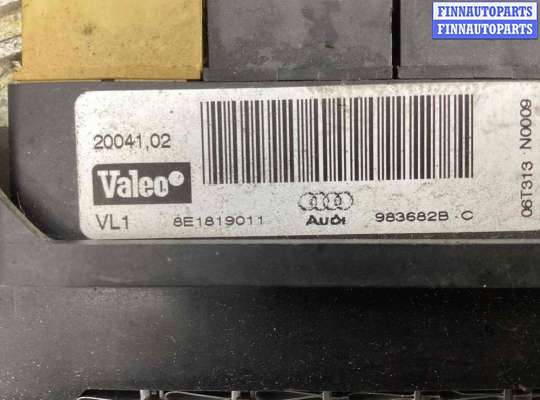 FINNAUTOPARTS
FINNAUTOPARTS
20041,02
Valeo
VL1
8E1819011
Audi
983682B - C
06T313 N0009